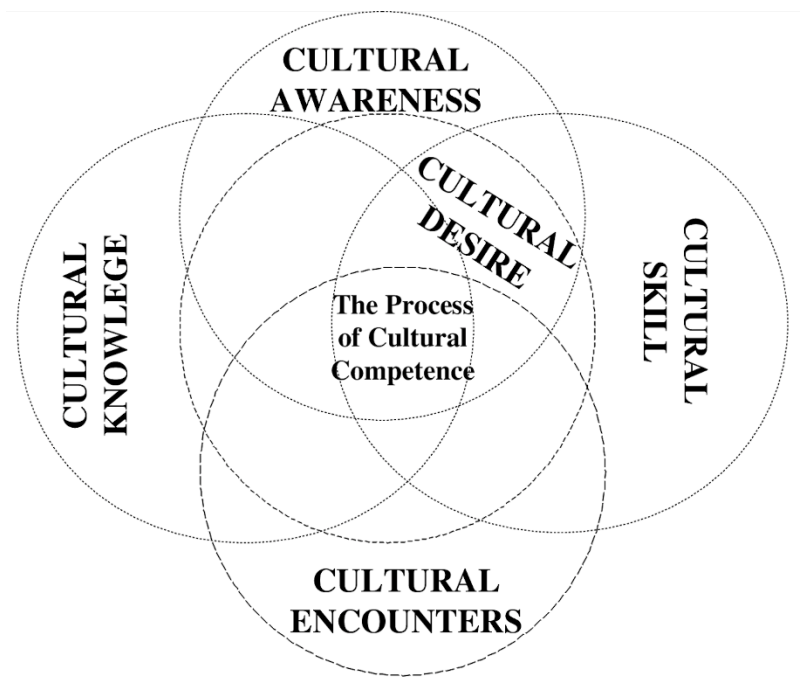 CULTURAL
AWARENESS
CULTURAL
DESIRE
CULTURAL
KNOWLEGE
CULTURAL
SKILL
The Process
of Cultural
Competence
CULTURAL
ENCOUNTERS